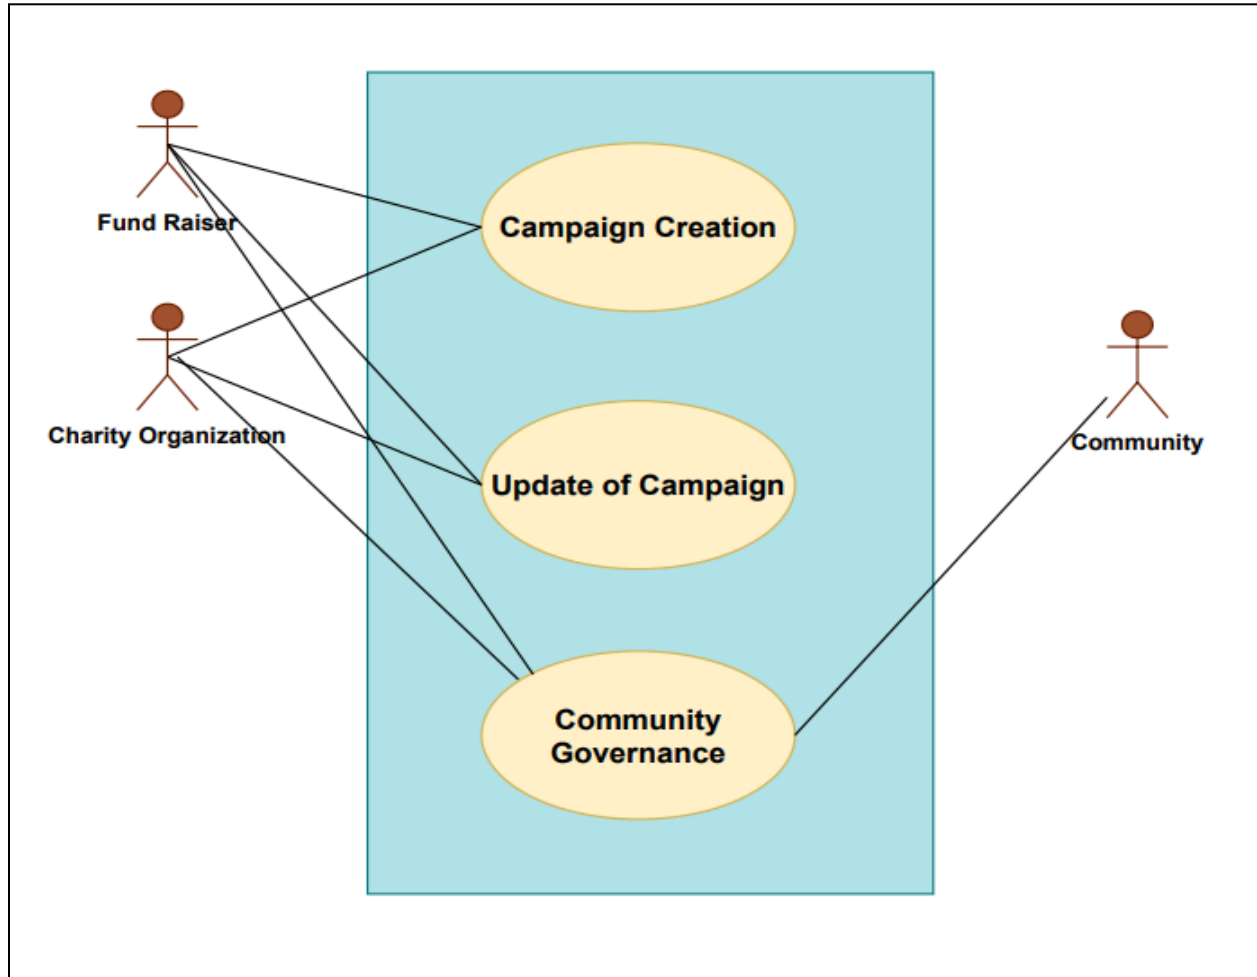 Fund Raiser
Charity Organization
Campaign Creation
Update of Campaign
Community
Governance
Community